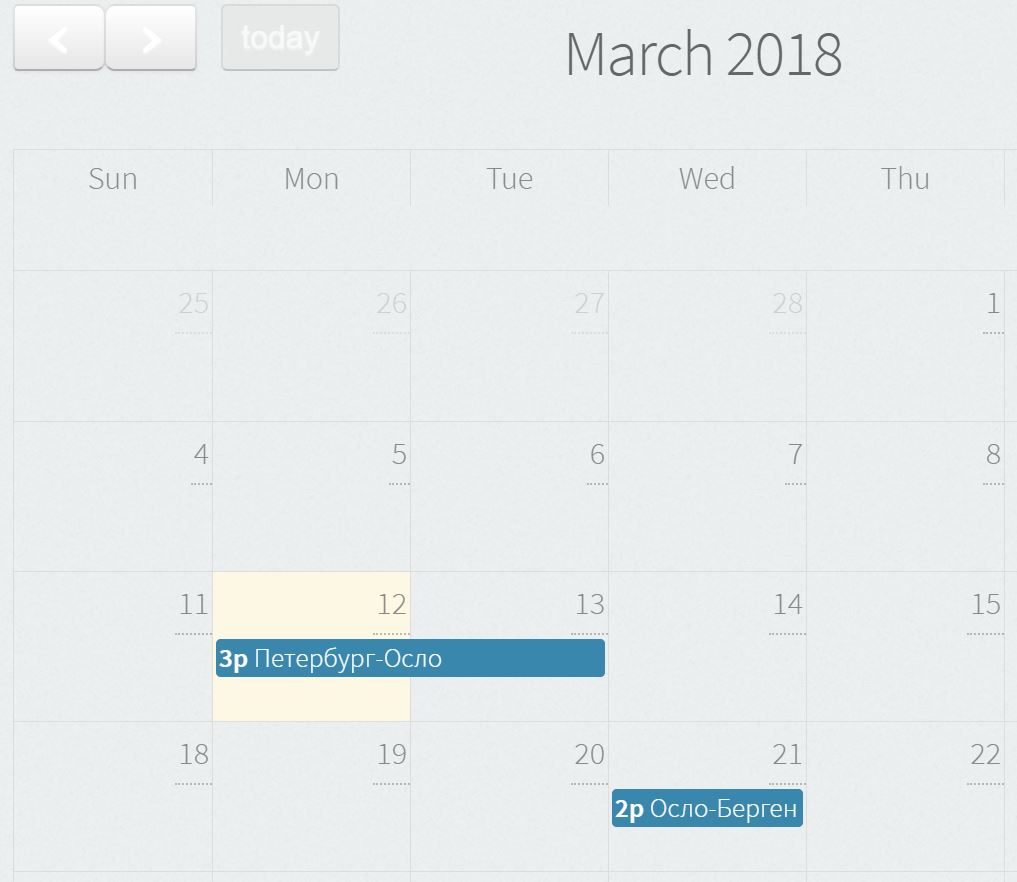 today
March 2018
Sun Mon Tue Wed Thu
25 26 27 28 1
4 5 6 7 8
11 12 13 14 15
3p Петербург-Осло
18 19 20 21 22
2p Осло-Берген